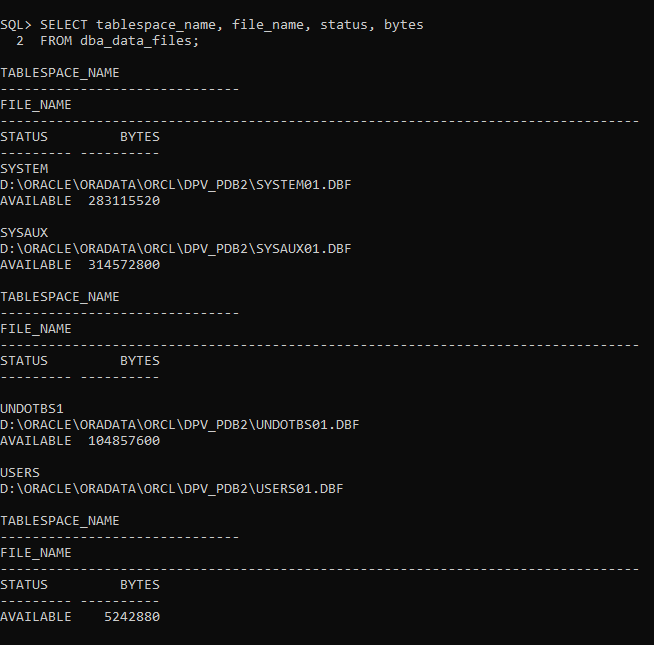 SQL> SELECT tablespace_name, file_name, status, bytes
  2  FROM dba_data_files;

TABLESPACE_NAME
------------------------------
FILE_NAME
--------------------------------------------------------------------------------
STATUS         BYTES
--------- ----------
SYSTEM
D:\ORACLE\ORADATA\ORCL\DPV_PDB2\SYSTEM01.DBF
AVAILABLE  283115520

SYSAUX
D:\ORACLE\ORADATA\ORCL\DPV_PDB2\SYSAUX01.DBF
AVAILABLE  314572800

TABLESPACE_NAME
------------------------------
FILE_NAME
--------------------------------------------------------------------------------
STATUS         BYTES
--------- ----------

UNDOTBS1
D:\ORACLE\ORADATA\ORCL\DPV_PDB2\UNDOTBS01.DBF
AVAILABLE  104857600

USERS
D:\ORACLE\ORADATA\ORCL\DPV_PDB2\USERS01.DBF

TABLESPACE_NAME
------------------------------
FILE_NAME
--------------------------------------------------------------------------------
STATUS         BYTES
--------- ----------
AVAILABLE    5242880